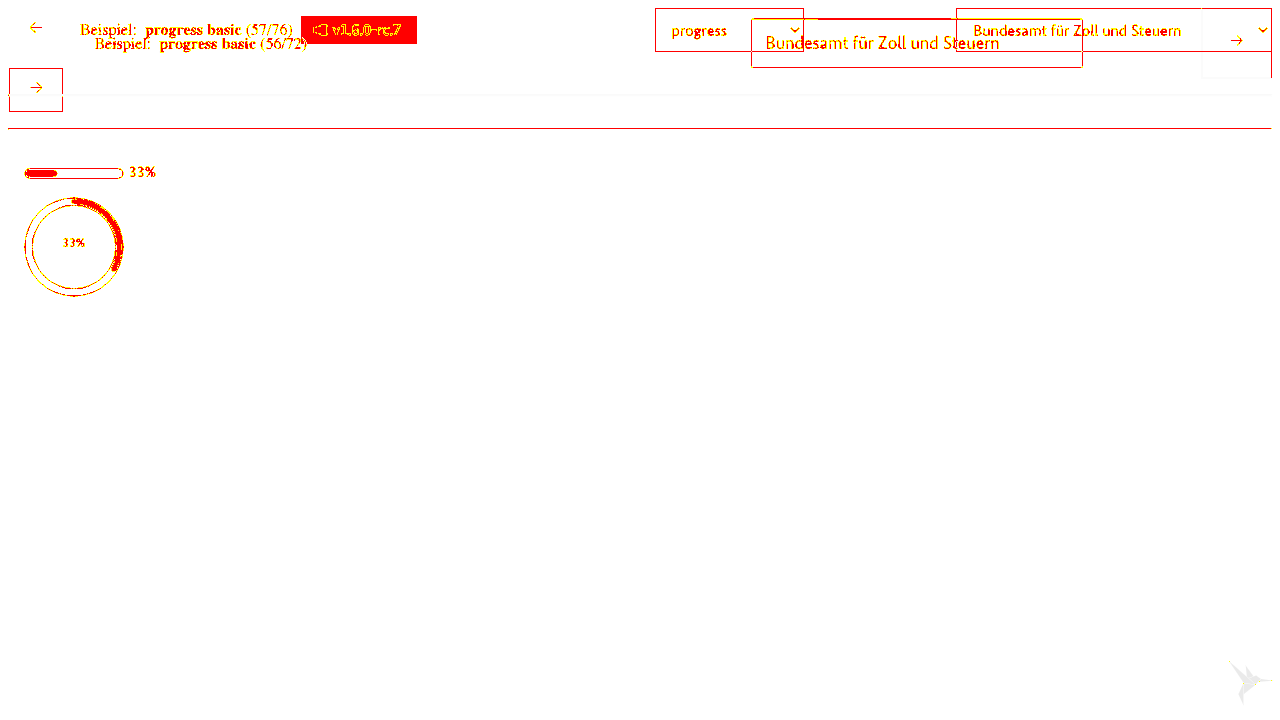 Beispiel: progress basic (57/76) v1.6.0-rc.7
Beispiel: progress basic (56/72)
progress
Bundesamt für Zoll und Steuern
Bundesamt für Zoll und Steuern
33%
33%